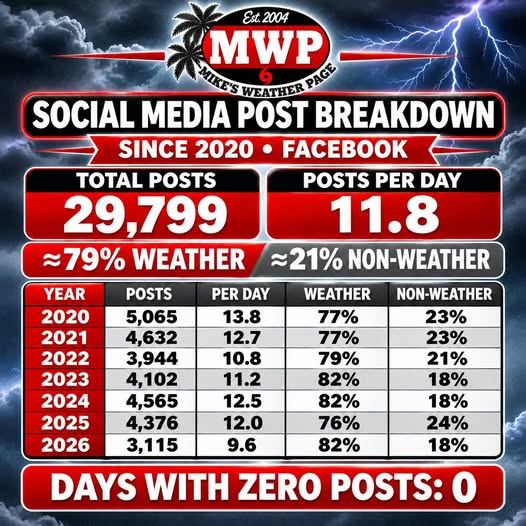 Est. 2004
MWP
MIKE'S WEATHER PAGE
SOCIAL MEDIA POST BREAKDOWN
SINCE 2020 • FACEBOOK
TOTAL POSTS
29,799
POSTS PER DAY
11.8
≈79% WEATHER
≈21% NON-WEATHER
YEAR POSTS PER DAY WEATHER NON-WEATHER
2020 5,065 13.8 77% 23%
2021 4,632 12.7 77% 23%
2022 3,944 10.8 79% 21%
2023 4,102 11.2 82% 18%
2024 4,565 12.5 82% 18%
2025 4,376 12.0 76% 24%
2026 3,115 9.6 82% 18%
DAYS WITH ZERO POSTS: 0